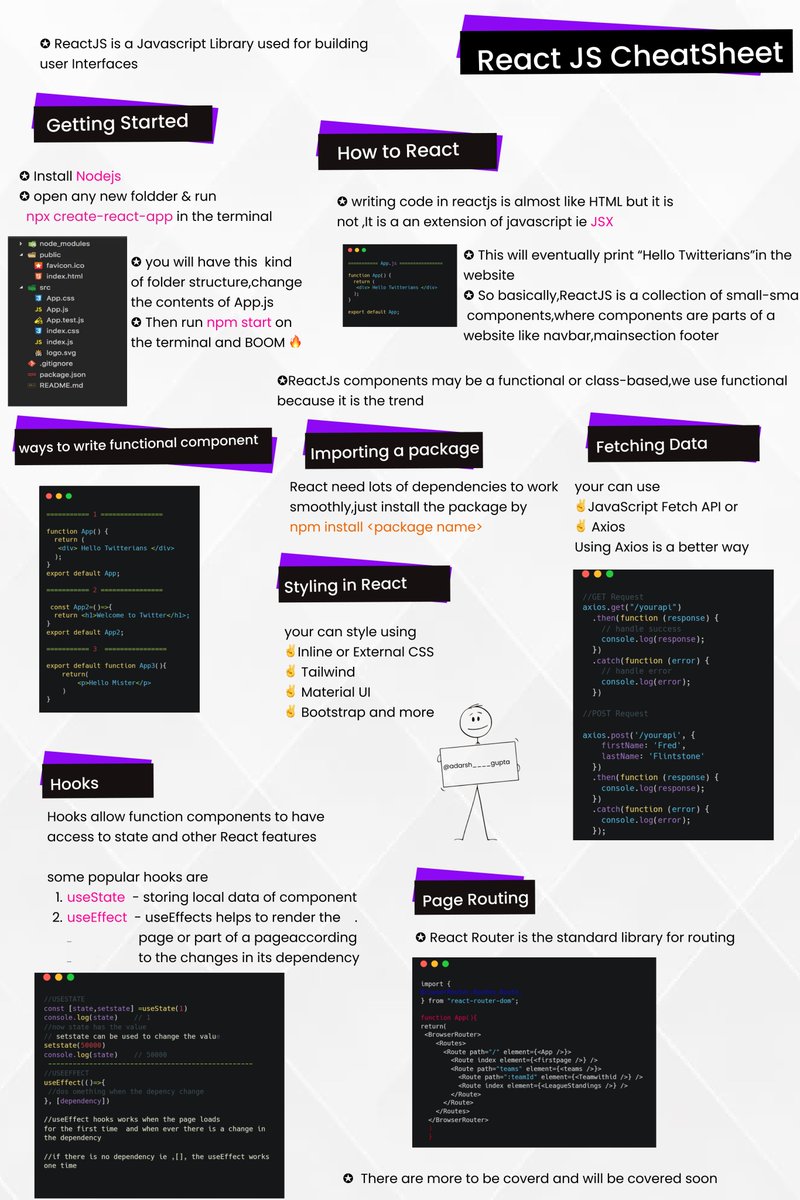 ✪ ReactJS is a Javascript Library used for building
user Interfaces
React JS CheatSheet
Getting Started
✪ Install Nodejs
✪ open any new foldder & run
npx create-react-app in the terminal
node_modules
public
favicon.ico
index.html
src
App.css
App.js
App.test.js
index.css
index.js
logo.svg
.gitignore
package.json
README.md
✪ you will have this kind
of folder structure,change
the contents of App.js
✪ Then run npm start on
the terminal and BOOM 🔥
How to React
✪ writing code in reactjs is almost like HTML but it is
not ,It is a an extension of javascript ie JSX
=========== App.js ================
function App() {
return (
<div> Hello Twitterians </div>
);
}
export default App;
✪ This will eventually print “Hello Twitterians”in the
website
✪ So basically,ReactJS is a collection of small-sma
components,where components are parts of a
website like navbar,mainsection footer
✪ReactJs components may be a functional or class-based,we use functional
because it is the trend
ways to write functional component
=========== 1 ================
function App() {
return (
<div> Hello Twitterians </div>
);
}
export default App;
=========== 2 ================
const App2=()=>{
return <h1>Welcome to Twitter</h1>;
}
export default App2;
=========== 3 ================
export default function App3(){
return(
<p>Hello Mister</p>
)
}
Importing a package
React need lots of dependencies to work
smoothly,just install the package by
npm install <package name>
Styling in React
your can style using
✌Inline or External CSS
✌ Tailwind
✌ Material UI
✌ Bootstrap and more
@adarsh____gupta
Fetching Data
your can use
✌JavaScript Fetch API or
✌ Axios
Using Axios is a better way
//GET Request
axios.get("/yourapi")
.then(function (response) {
// handle success
console.log(response);
})
.catch(function (error) {
// handle error
console.log(error);
})
//POST Request
axios.post('/yourapi', {
firstName: 'Fred',
lastName: 'Flintstone'
})
.then(function (response) {
console.log(response);
})
.catch(function (error) {
console.log(error);
});
Hooks
Hooks allow function components to have
access to state and other React features
some popular hooks are
1. useState - storing local data of component
2. useEffect - useEffects helps to render the .
page or part of a pageaccording
to the changes in its dependency
//USESTATE
const [state,setstate] =useState(1)
console.log(state) // 1
//now state has the value
// setstate can be used to change the value
setstate(50000)
console.log(state) // 50000
//USEEFFECT
useEffect(()=>{
//dos omething when the depency change
}, [dependency])
//useEffect hooks works when the page loads
for the first time and when ever there is a change in
the dependency
//if there is no dependency ie ,[], the useEffect works
one time
Page Routing
✪ React Router is the standard library for routing
import {
} from "react-router-dom";
function App(){
return(
<BrowserRouter>
<Routes>
<Route path="/" element={<App />}>
<Route index element={<firstpage />} />
<Route path="teams" element={<teams />}>
<Route path=":teamId" element={<Teamwithid />} />
<Route index element={<LeagueStandings />} />
</Route>
</Route>
</Routes>
</BrowserRouter>
)
}
✪ There are more to be coverd and will be covered soon